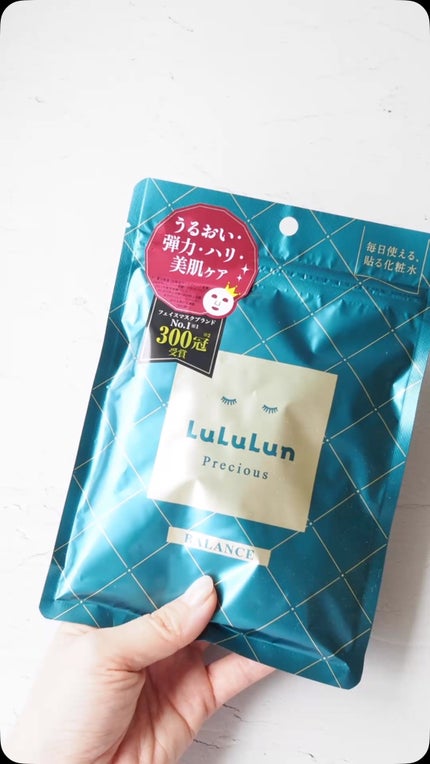 うるおい・
弾力・ハリ・
美肌ケア
フェイスマスクブランド
No.1※1
300冠※2
受賞
毎日使える、
貼る化粧水
LuLuLun
Precious
BALANCE